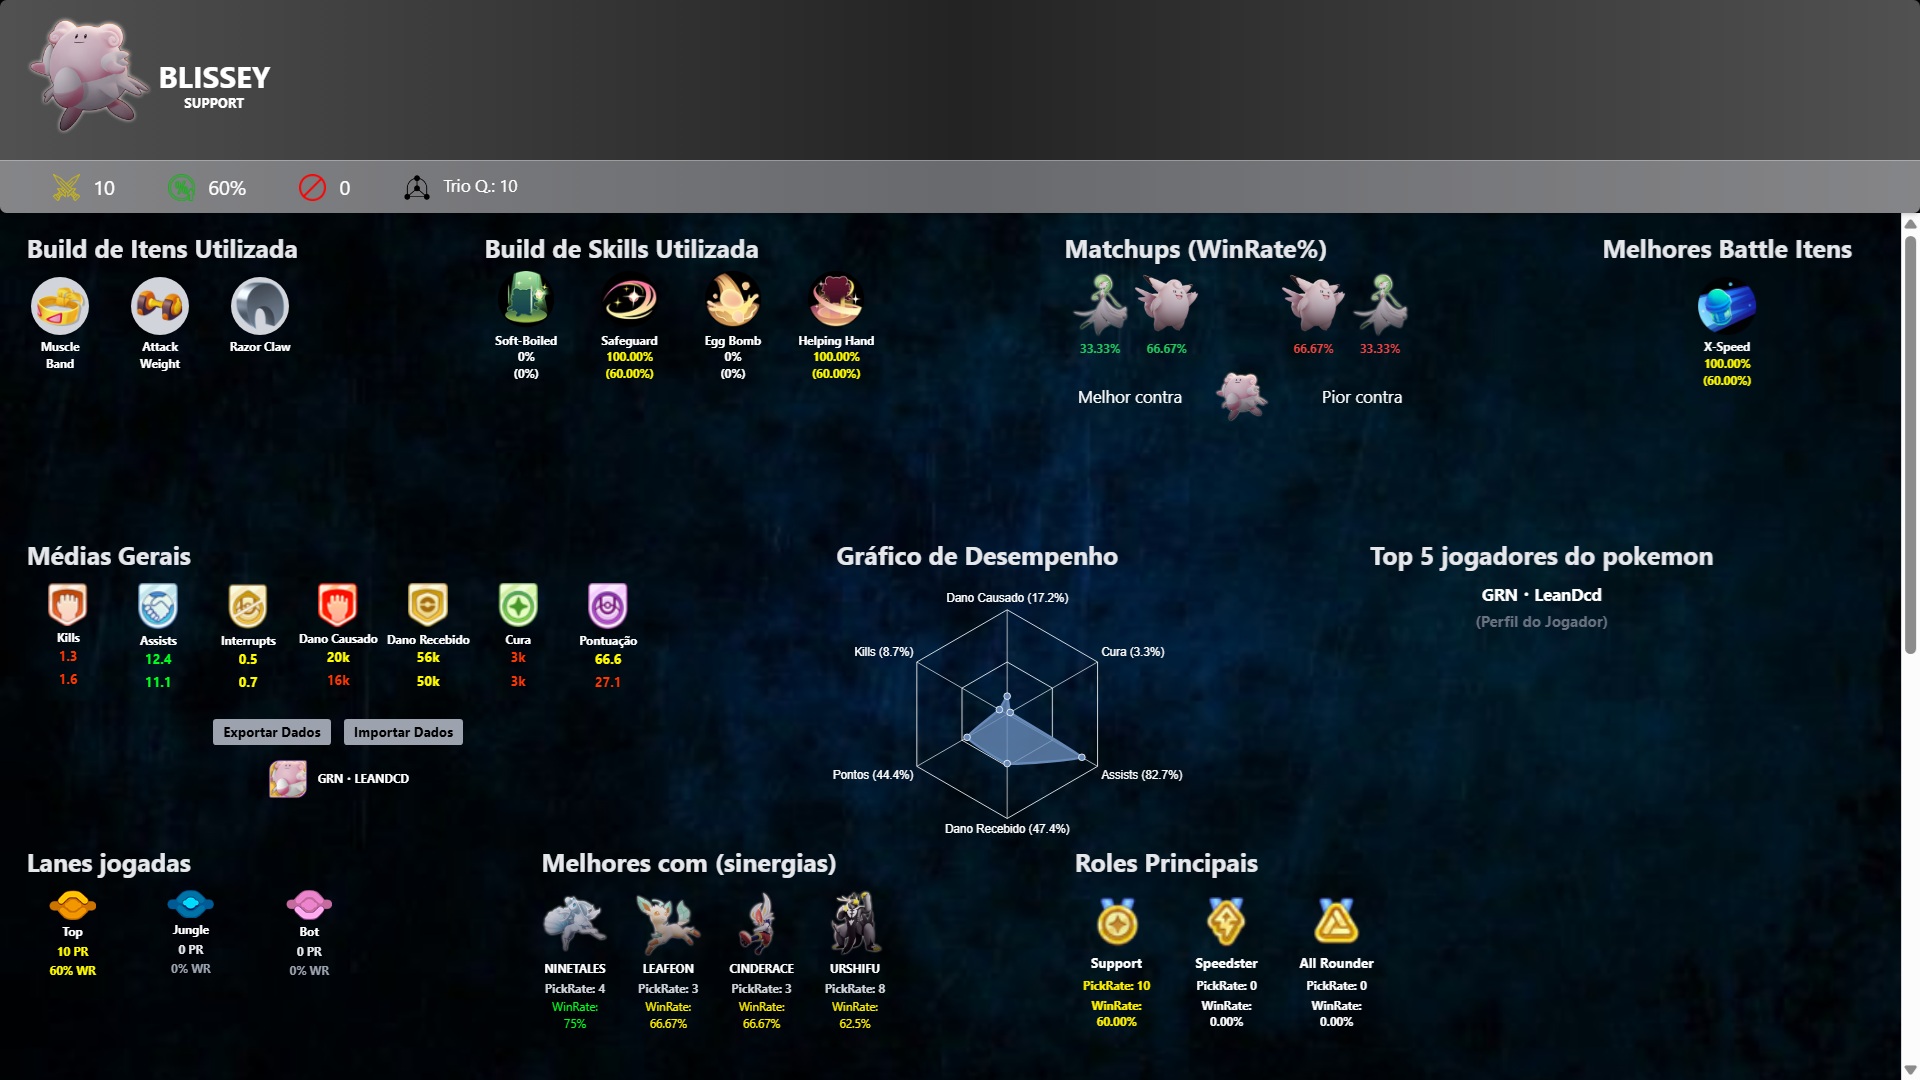 BLISSEY
SUPPORT
10
60%
0
Trio Q.: 10
Build de Itens Utilizada
Muscle
Band
Attack
Weight
Razor Claw
Build de Skills Utilizada
Soft-Boiled
0%
(0%)
Safeguard
100.00%
(60.00%)
Egg Bomb
0%
(0%)
Helping Hand
100.00%
(60.00%)
Matchups (WinRate%)
33.33%
66.67%
66.67%
33.33%
Melhor contra
Pior contra
Melhores Battle Itens
X-Speed
100.00%
(60.00%)
Médias Gerais
Kills
1.3
1.6
Assists
12.4
11.1
Interrupts
0.5
0.7
Dano Causado
20k
16k
Dano Recebido
56k
50k
Cura
3k
3k
Pontuação
66.6
27.1
Exportar Dados
Importar Dados
GRN • LEANDCD
Gráfico de Desempenho
Dano Causado (17.2%)
Kills (8.7%)
Cura (3.3%)
Pontos (44.4%)
Assists (82.7%)
Dano Recebido (47.4%)
Top 5 jogadores do pokemon
GRN • LeanDcd
(Perfil do Jogador)
Lanes jogadas
Top
10 PR
60% WR
Jungle
0 PR
0% WR
Bot
0 PR
0% WR
Melhores com (sinergias)
NINETALES
PickRate: 4
WinRate:
75%
LEAFEON
PickRate: 3
WinRate:
66.67%
CINDERACE
PickRate: 3
WinRate:
66.67%
URSHIFU
PickRate: 8
WinRate:
62.5%
Roles Principais
Support
PickRate: 10
WinRate:
60.00%
Speedster
PickRate: 0
WinRate:
0.00%
All Rounder
PickRate: 0
WinRate:
0.00%